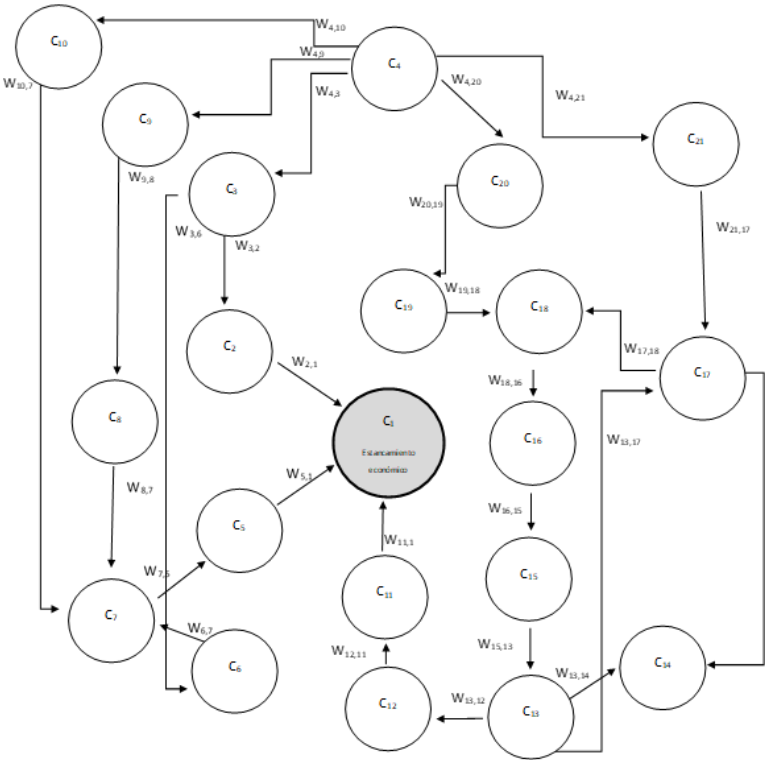 W4,10
C10
W4,9
C4
W10,7
W4,3
W4,20
W4,21
C9
C21
W9,8
C3
C20
W20,19
W3,6
W3,2
W21,17
W19,18
C19
C18
C2
W17,18
W2,1
C17
W18,16
C8
C1
Estancamiento
económico
C16
W13,17
W5,1
W8,7
W16,15
C5
W11,1
W7,5
C11
C15
C7
W6,7
W12,11
W15,13
C6
W13,14
C14
C12
W13,12
C13